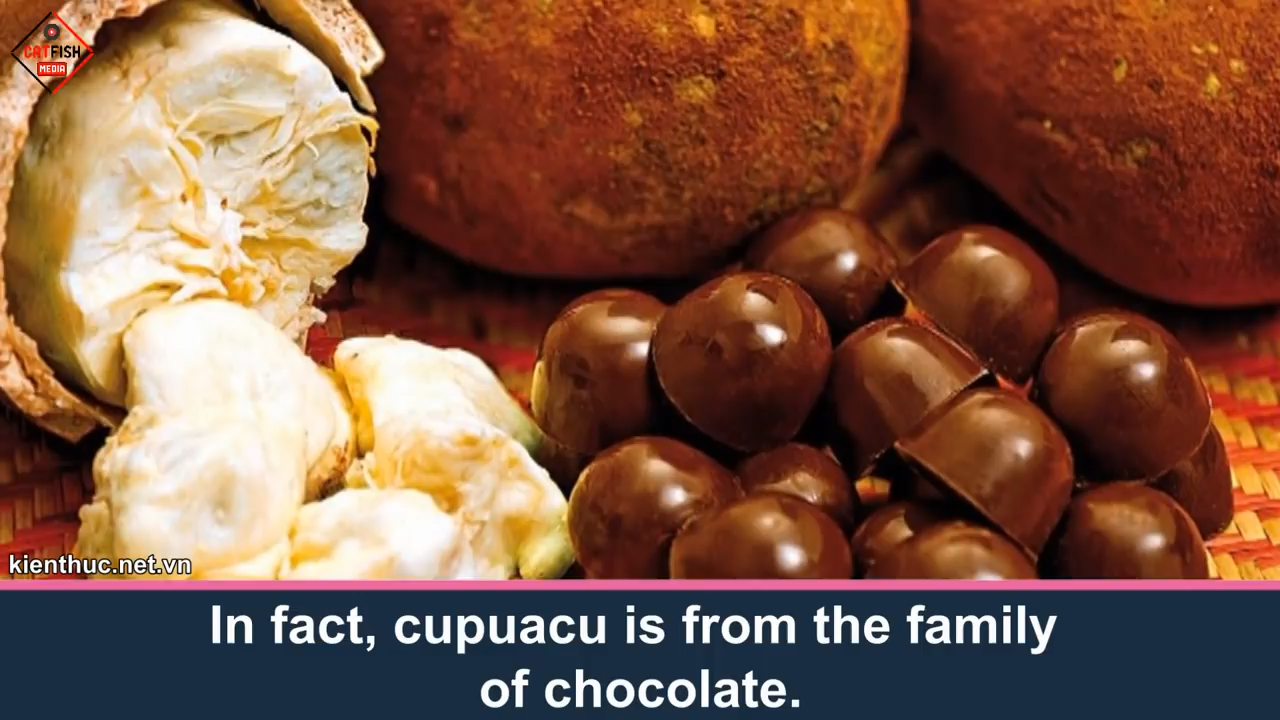 CATFISH
MEDIA
kienthuc.net.vn
In fact, cupuacu is from the family
of chocolate.